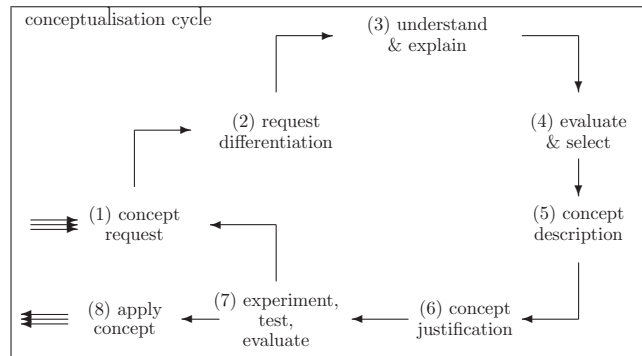 conceptualisation cycle
(3) understand
& explain
(2) request
differentiation
(4) evaluate
& select
(1) concept
request
(5) concept
description
(8) apply
concept
(7) experiment,
test,
evaluate
(6) concept
justification